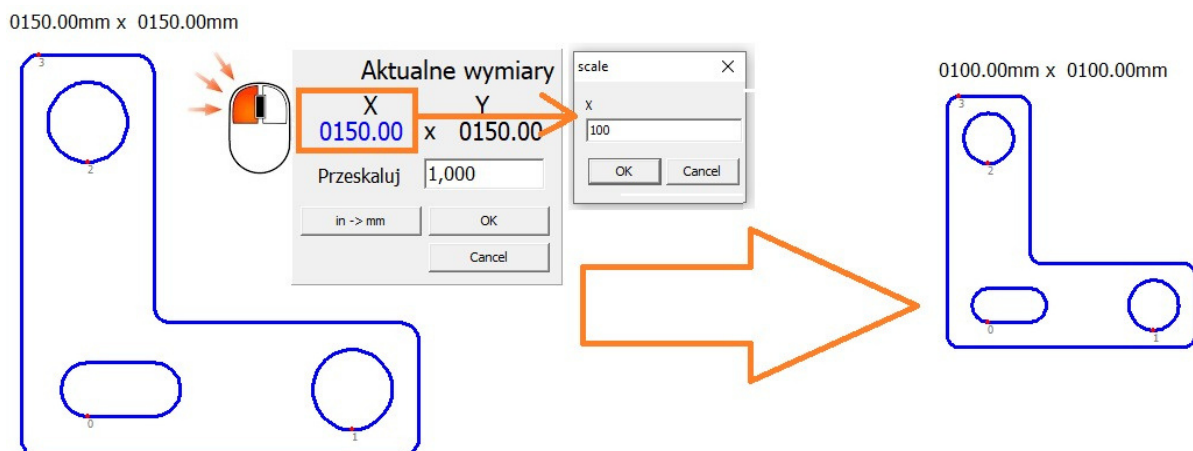 0150.00mm x 0150.00mm
3
2
0
1
Aktualne wymiary
X Y
0150.00 x 0150.00
Przeskaluj 1,000
in -> mm OK
Cancel
scale
X
100
OK Cancel
0100.00mm x 0100.00mm
3
2
0
1